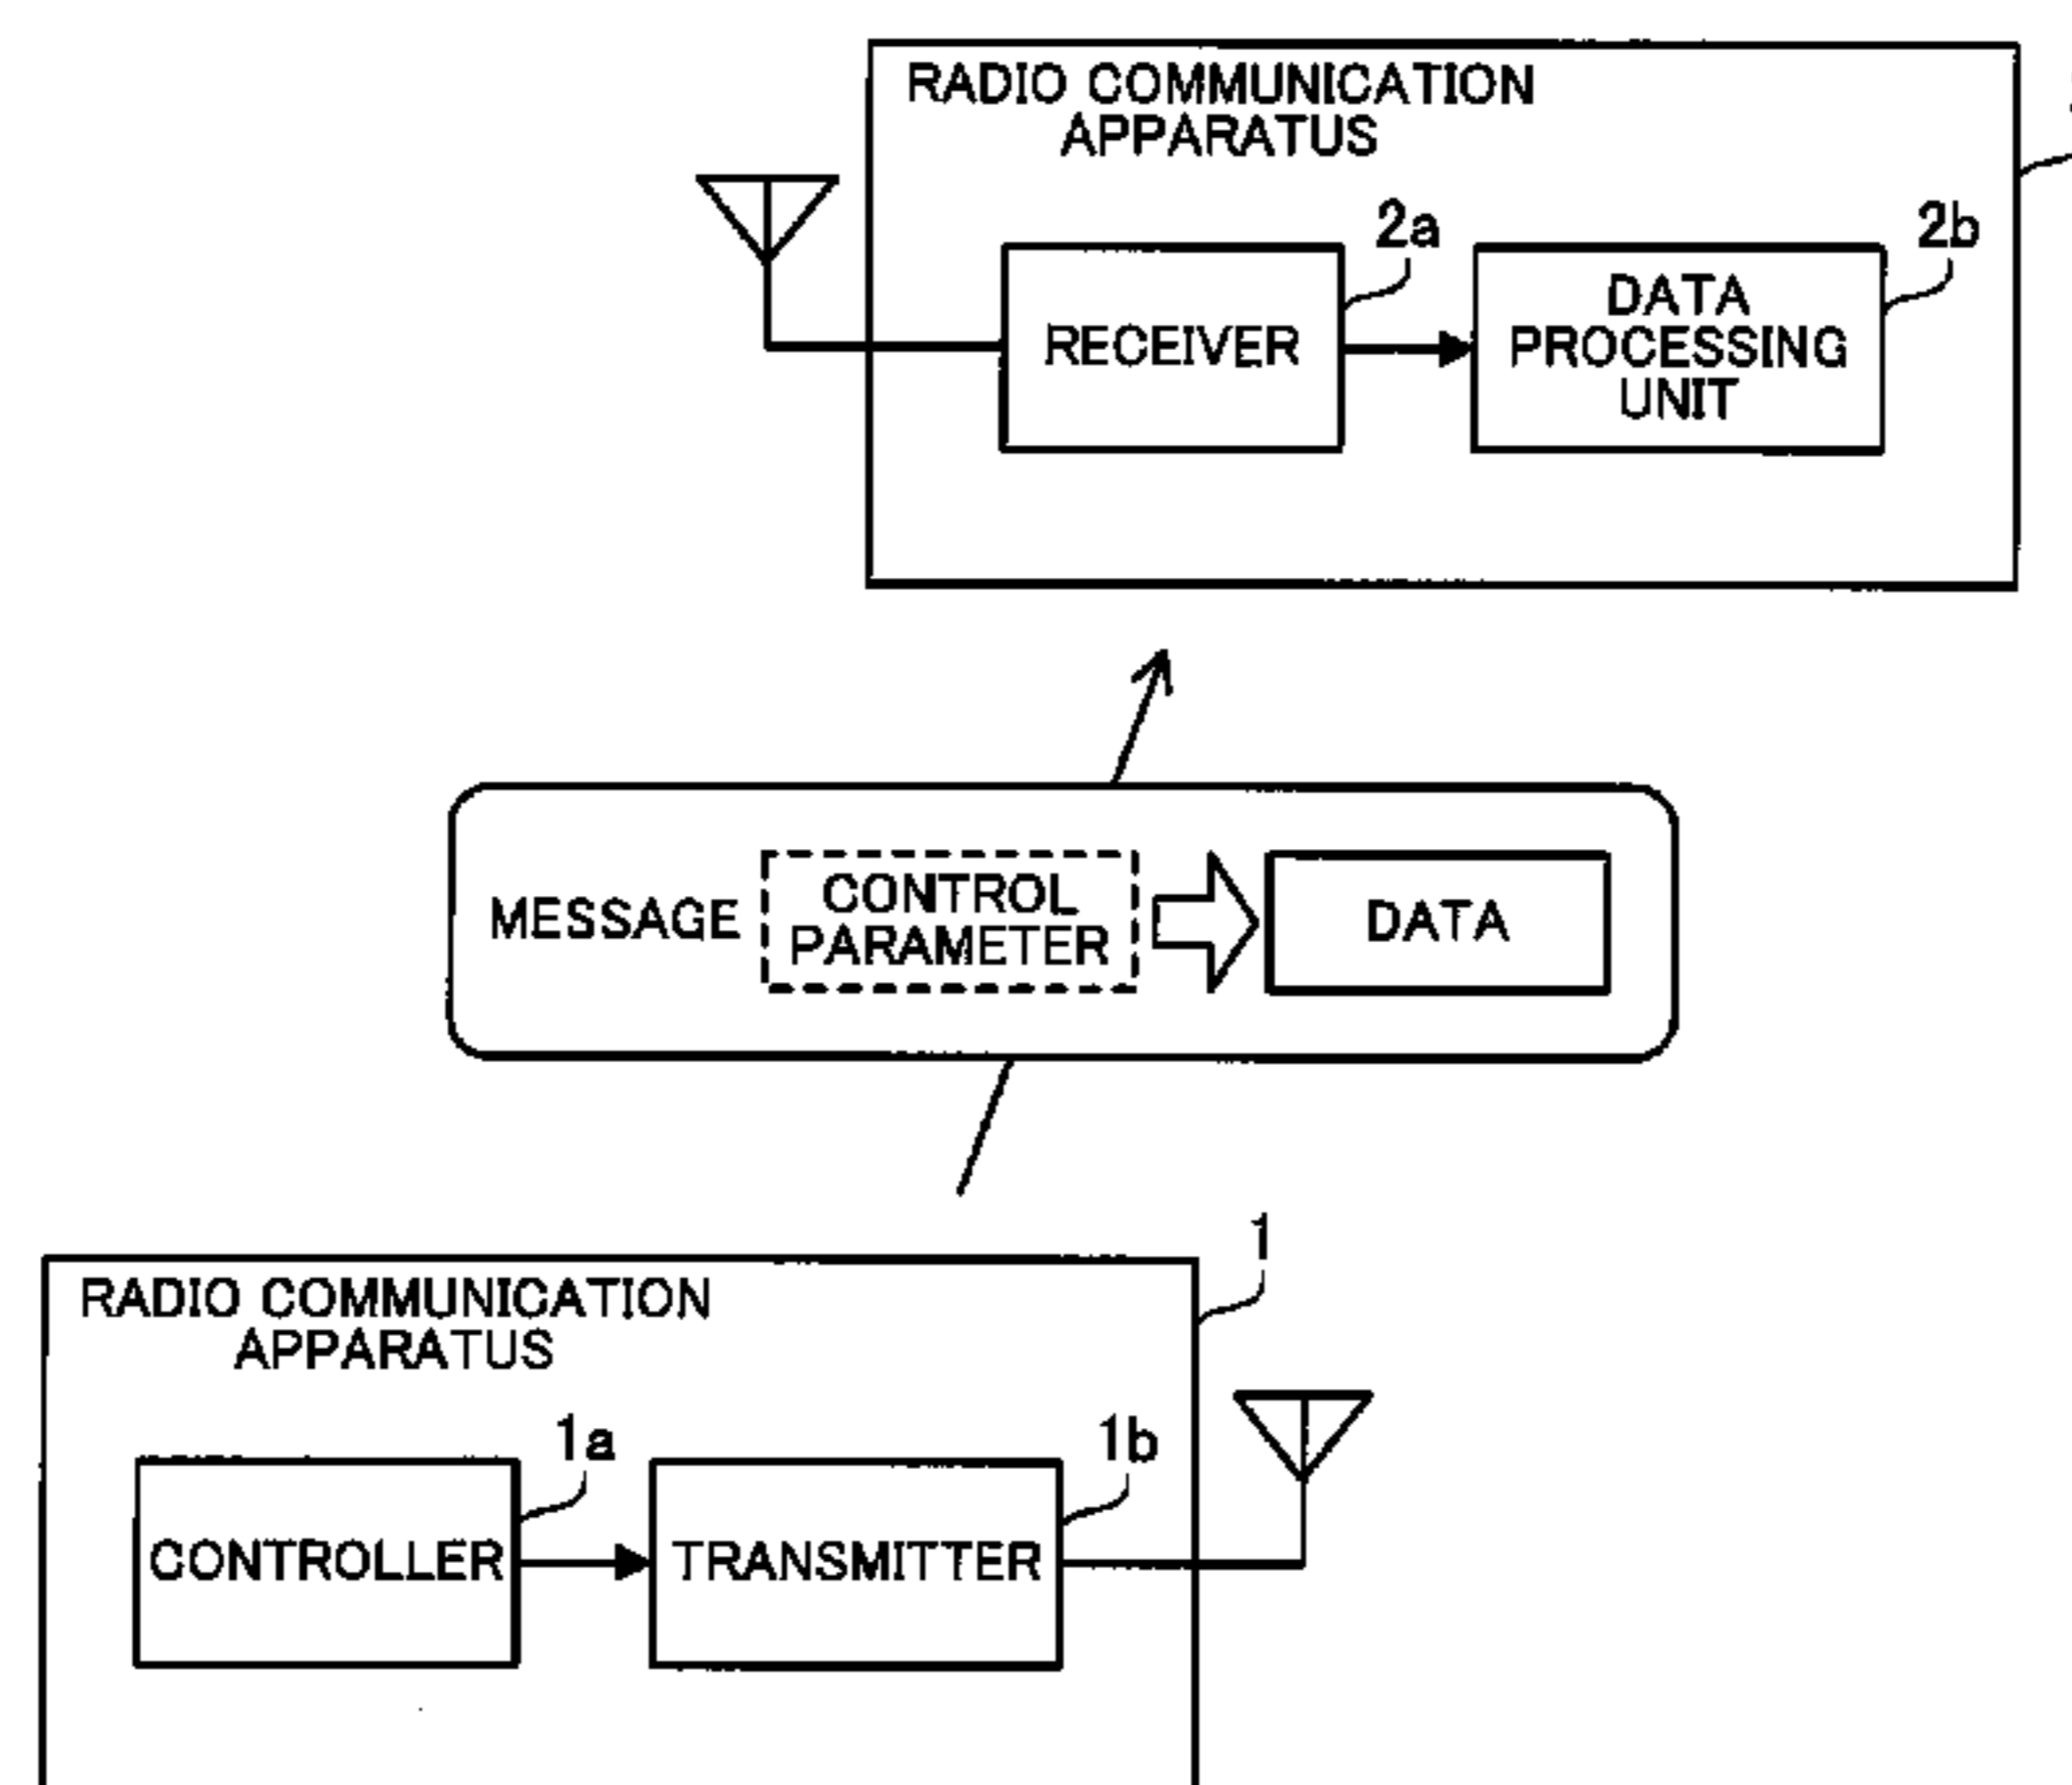 RADIO COMMUNICATION
APPARATUS
2a
2b
RECEIVER
DATA
PROCESSING
UNIT
MESSAGE
CONTROL
PARAMETER
DATA
1
RADIO COMMUNICATION
APPARATUS
1a
1b
CONTROLLER
TRANSMITTER